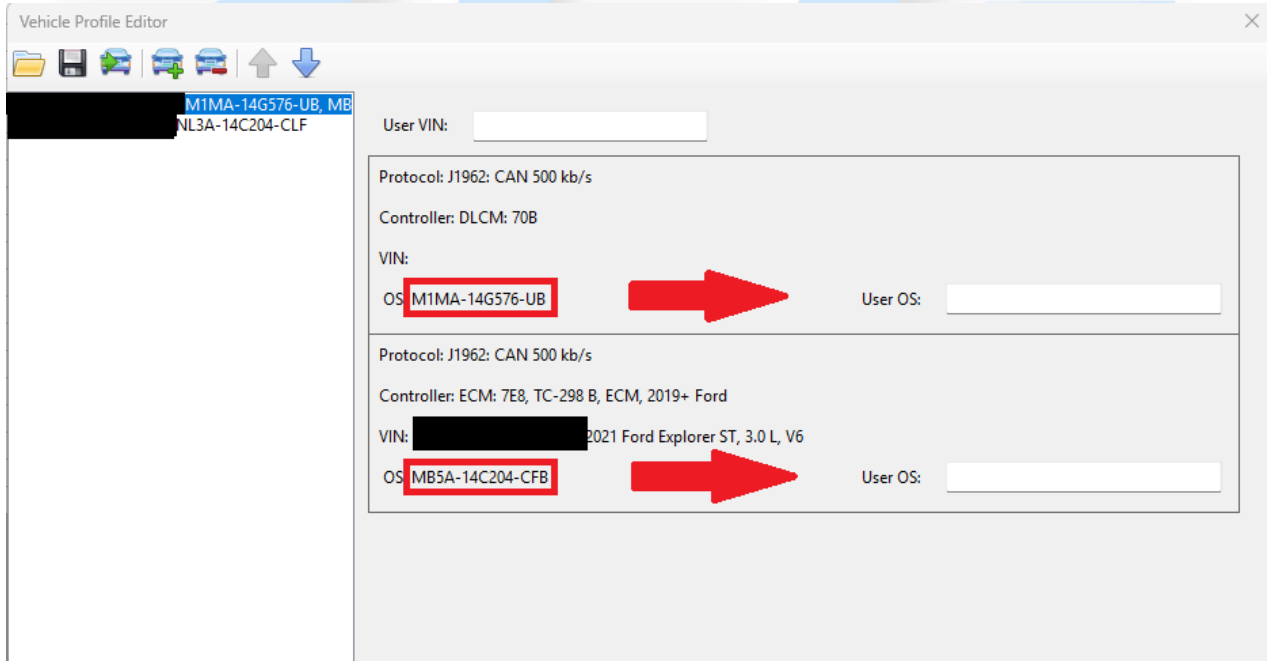 Vehicle Profile Editor
M1MA-14G576-UB, MB
NL3A-14C204-CLF
User VIN:
Protocol: J1962: CAN 500 kb/s
Controller: DLCM: 70B
VIN:
OS M1MA-14G576-UB User OS:
Protocol: J1962: CAN 500 kb/s
Controller: ECM: 7E8, TC-298 B, ECM, 2019+ Ford
VIN: 2021 Ford Explorer ST, 3.0 L, V6
OS MB5A-14C204-CFB User OS: